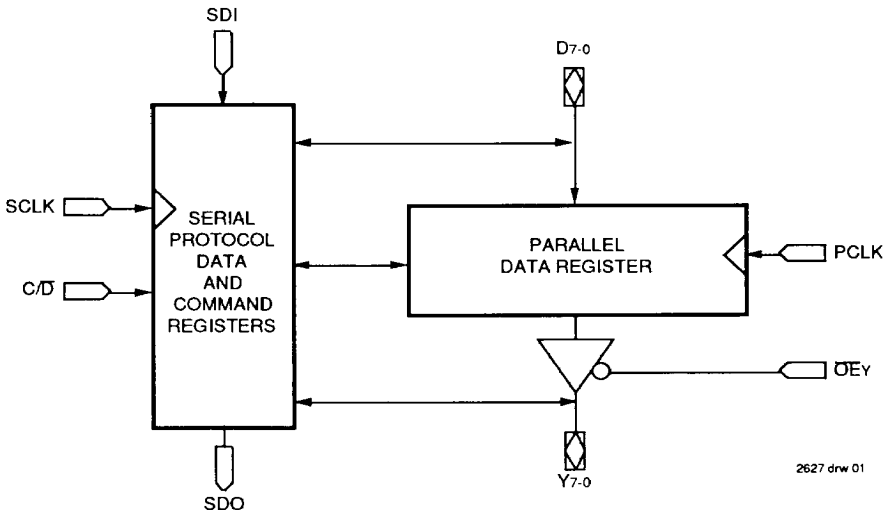 SDI
D7-0
SCLK
SERIAL
PROTOCOL
DATA
AND
COMMAND
REGISTERS
PARALLEL
DATA REGISTER
PCLK
C/D̅
O̅E̅Y
SDO
Y7-0
2627 drw 01